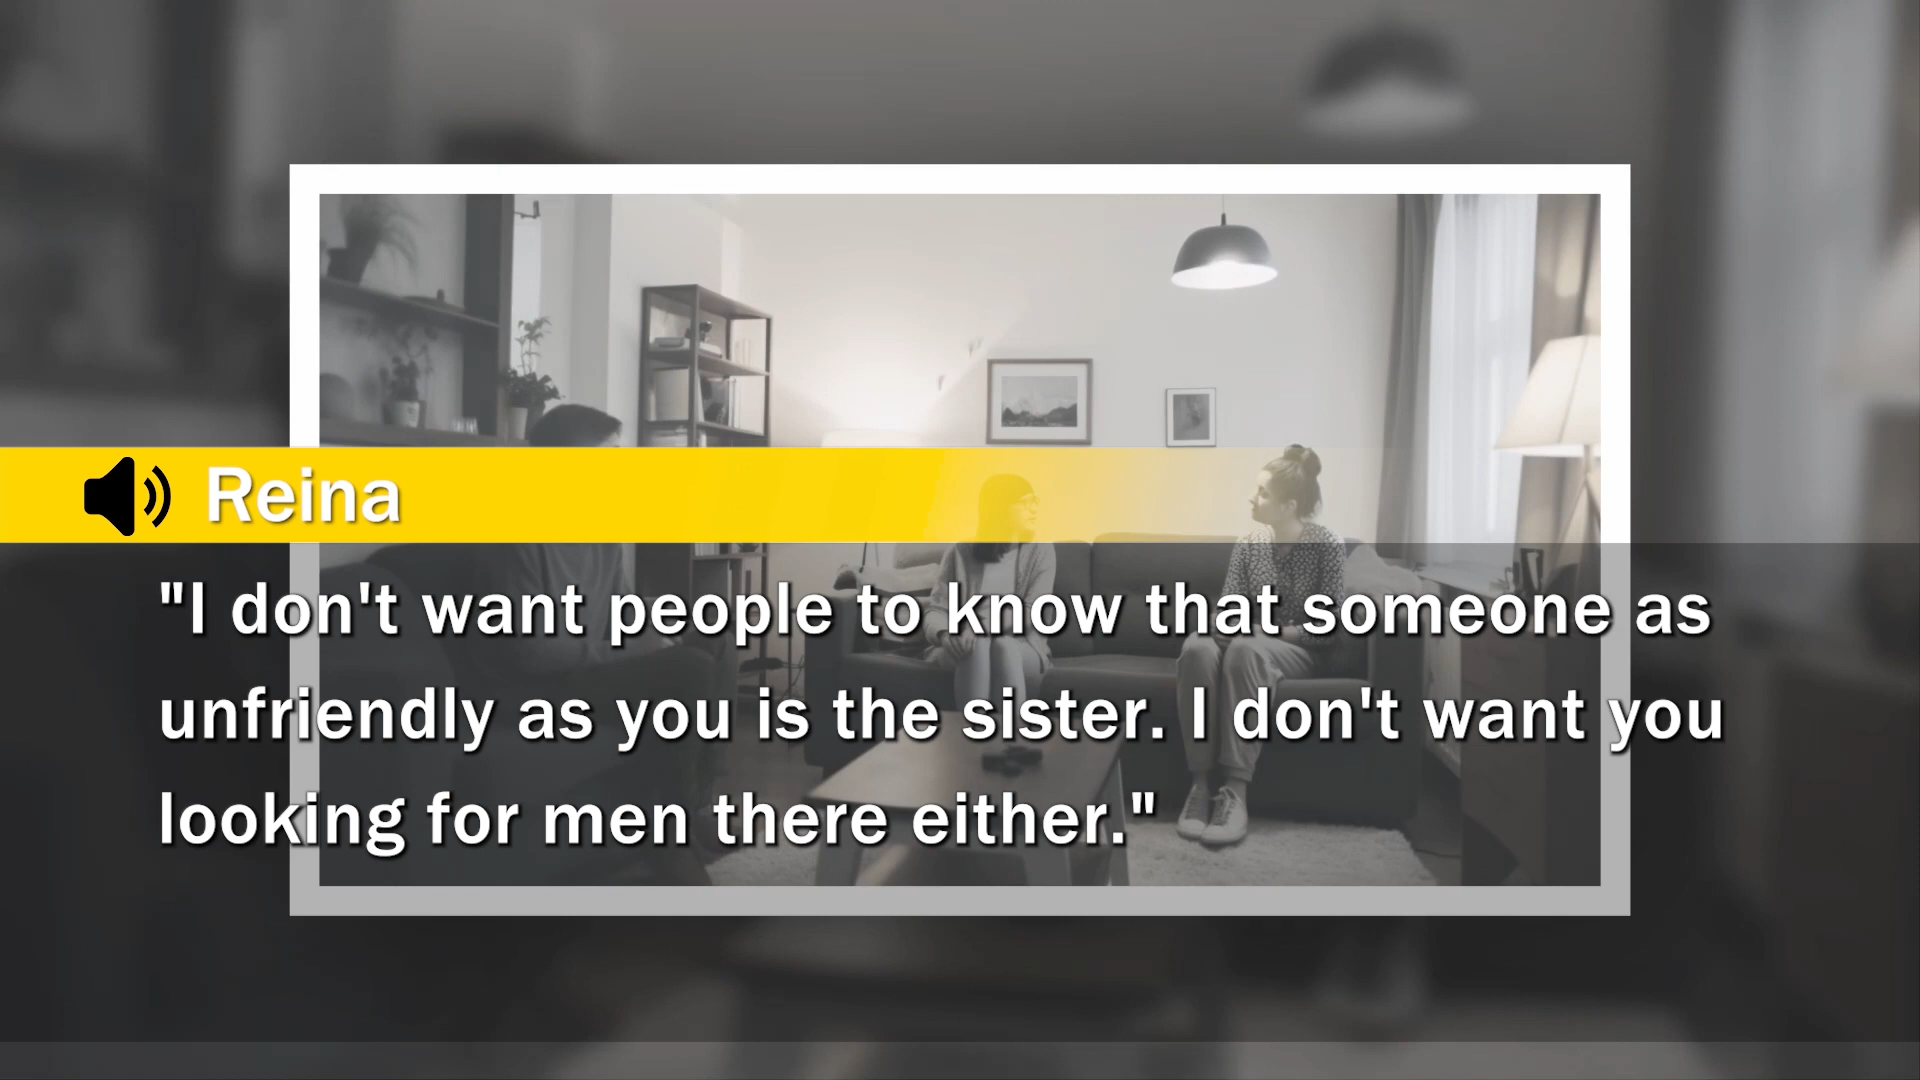 Reina
"I don't want people to know that someone as
unfriendly as you is the sister. I don't want you
looking for men there either."